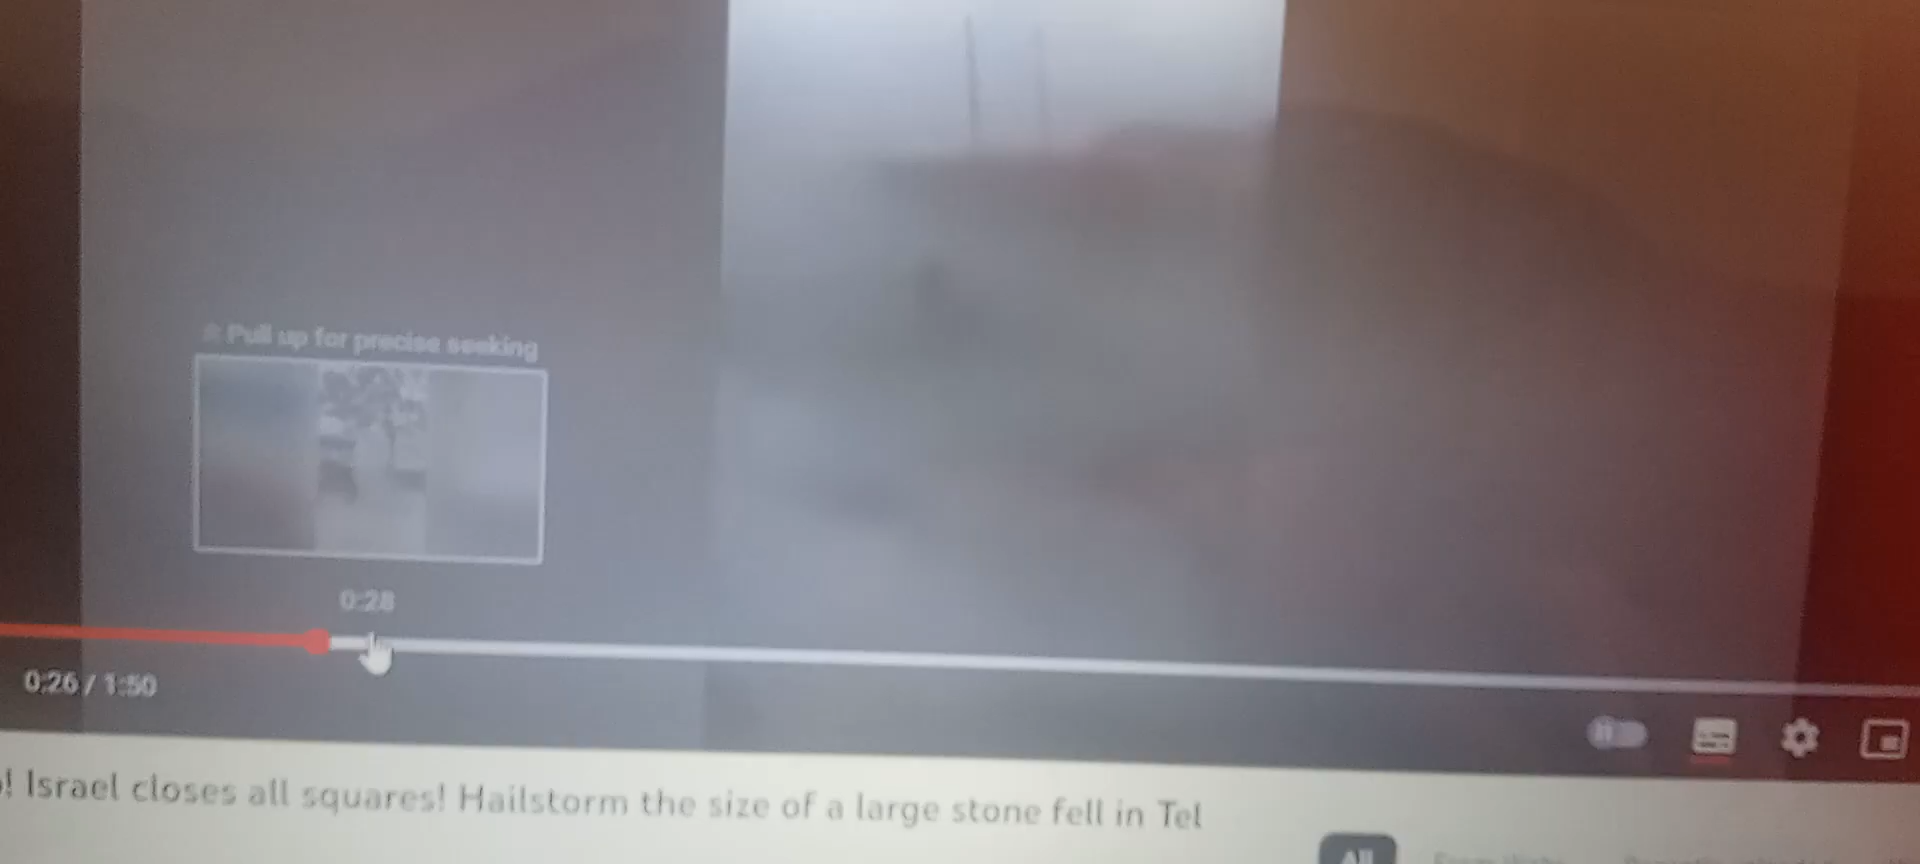 Pull up for precise seeking
0:28
0:26 / 1:50
! Israel closes all squares! Hailstorm the size of a large stone fell in Tel
All